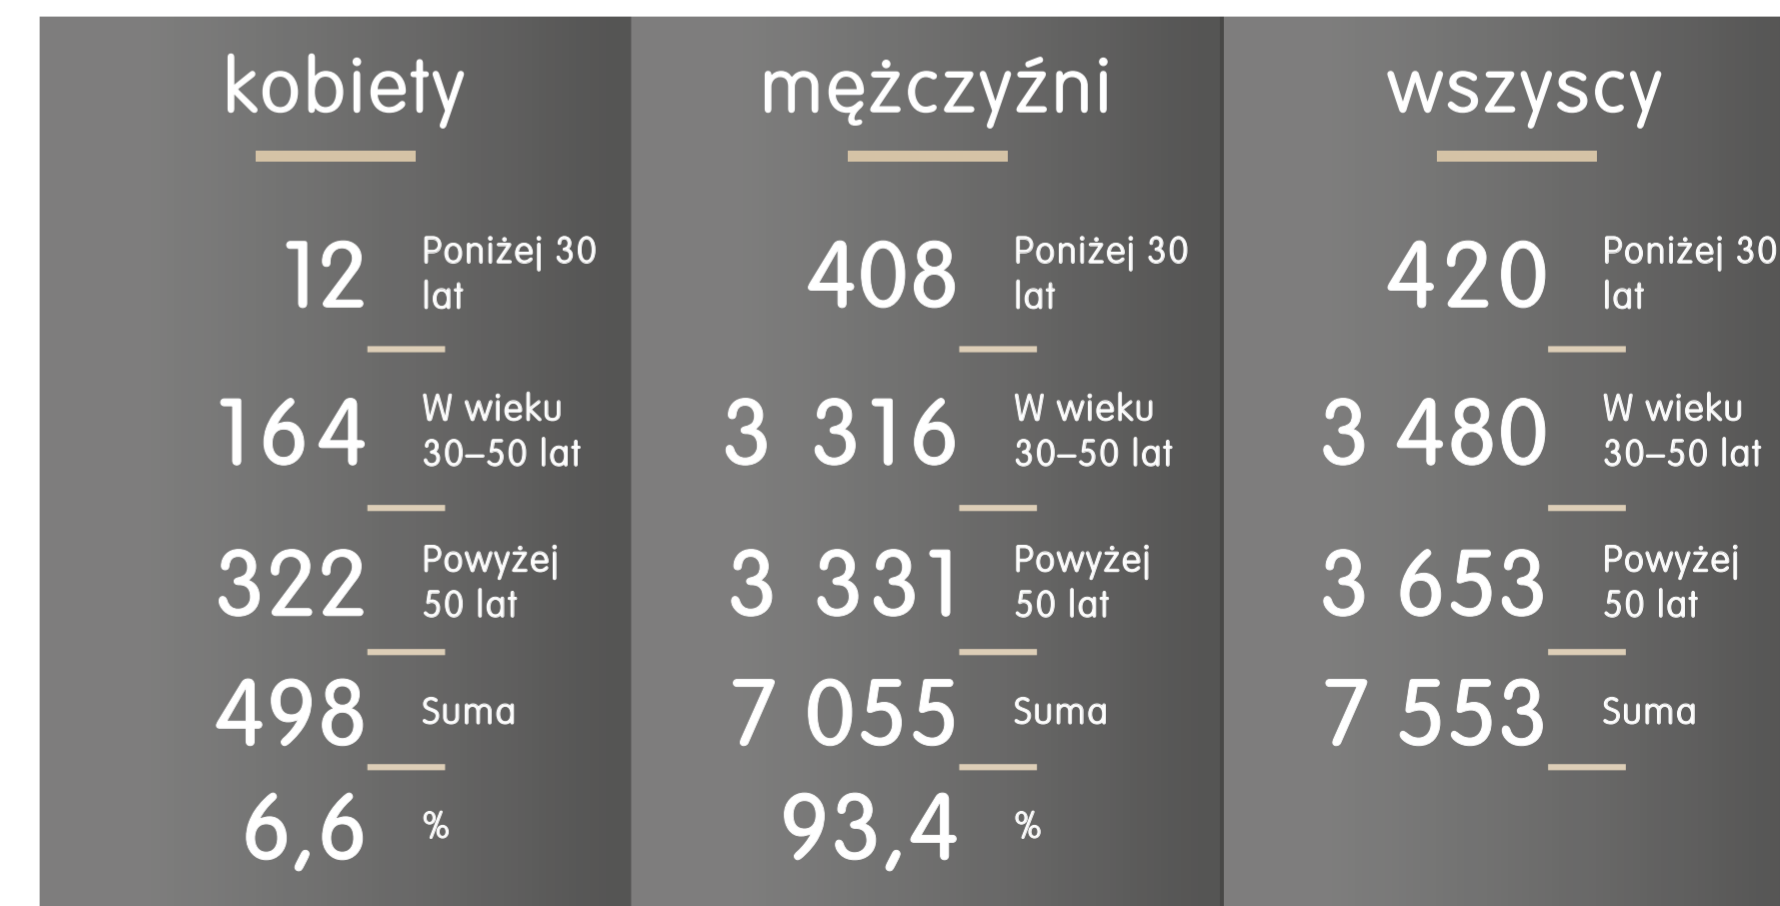 kobiety
12 Poniżej 30
lat
164 W wieku
30–50 lat
322 Powyżej
50 lat
498 Suma
6,6 %
mężczyźni
408 Poniżej 30
lat
3 316 W wieku
30–50 lat
3 331 Powyżej
50 lat
7 055 Suma
93,4 %
wszyscy
420 Poniżej 30
lat
3 480 W wieku
30–50 lat
3 653 Powyżej
50 lat
7 553 Suma